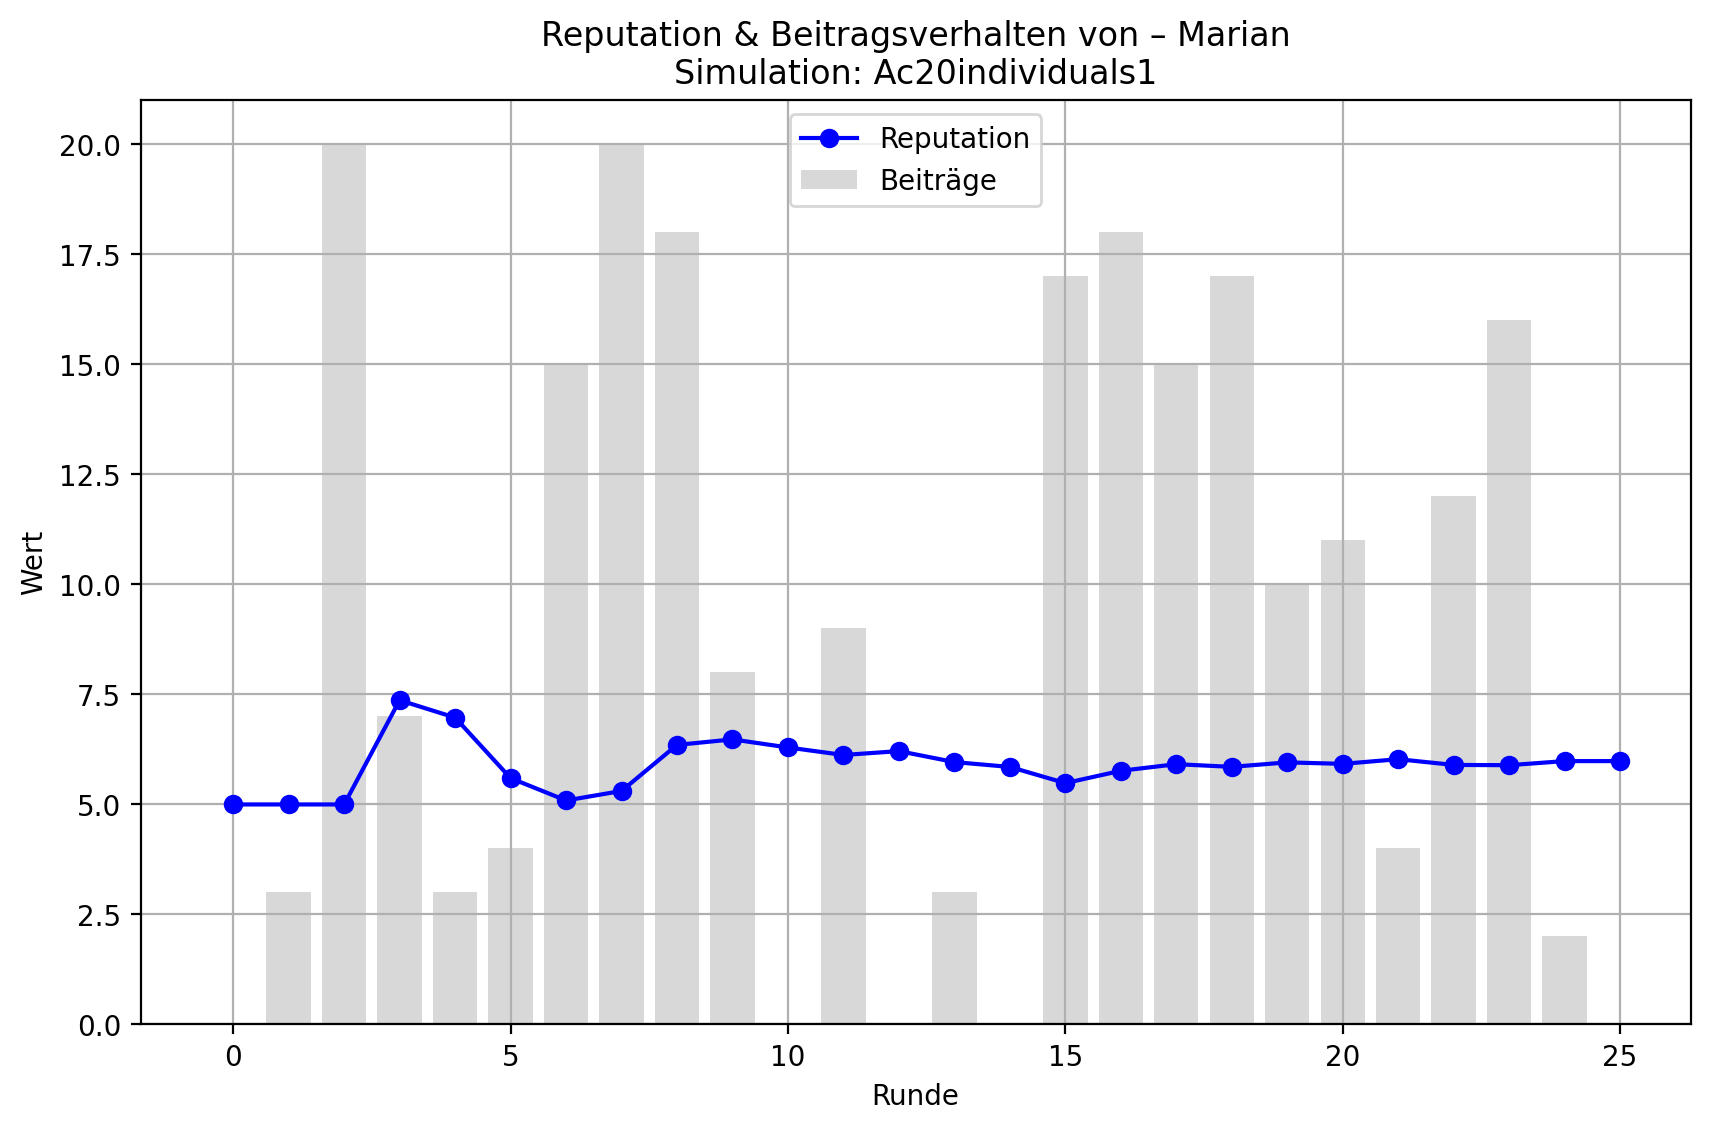 Reputation & Beitragsverhalten von – Marian
Simulation: Ac20individuals1
Reputation
Beiträge
20.0
17.5
15.0
12.5
10.0
7.5
5.0
2.5
0.0
Wert
0 5 10 15 20 25
Runde